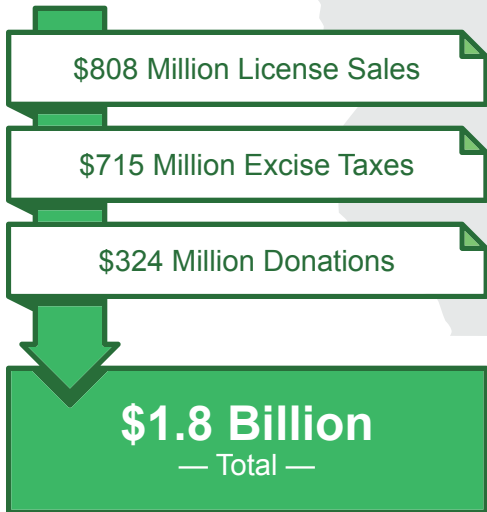 $808 Million License Sales
$715 Million Excise Taxes
$324 Million Donations
$1.8 Billion
— Total —